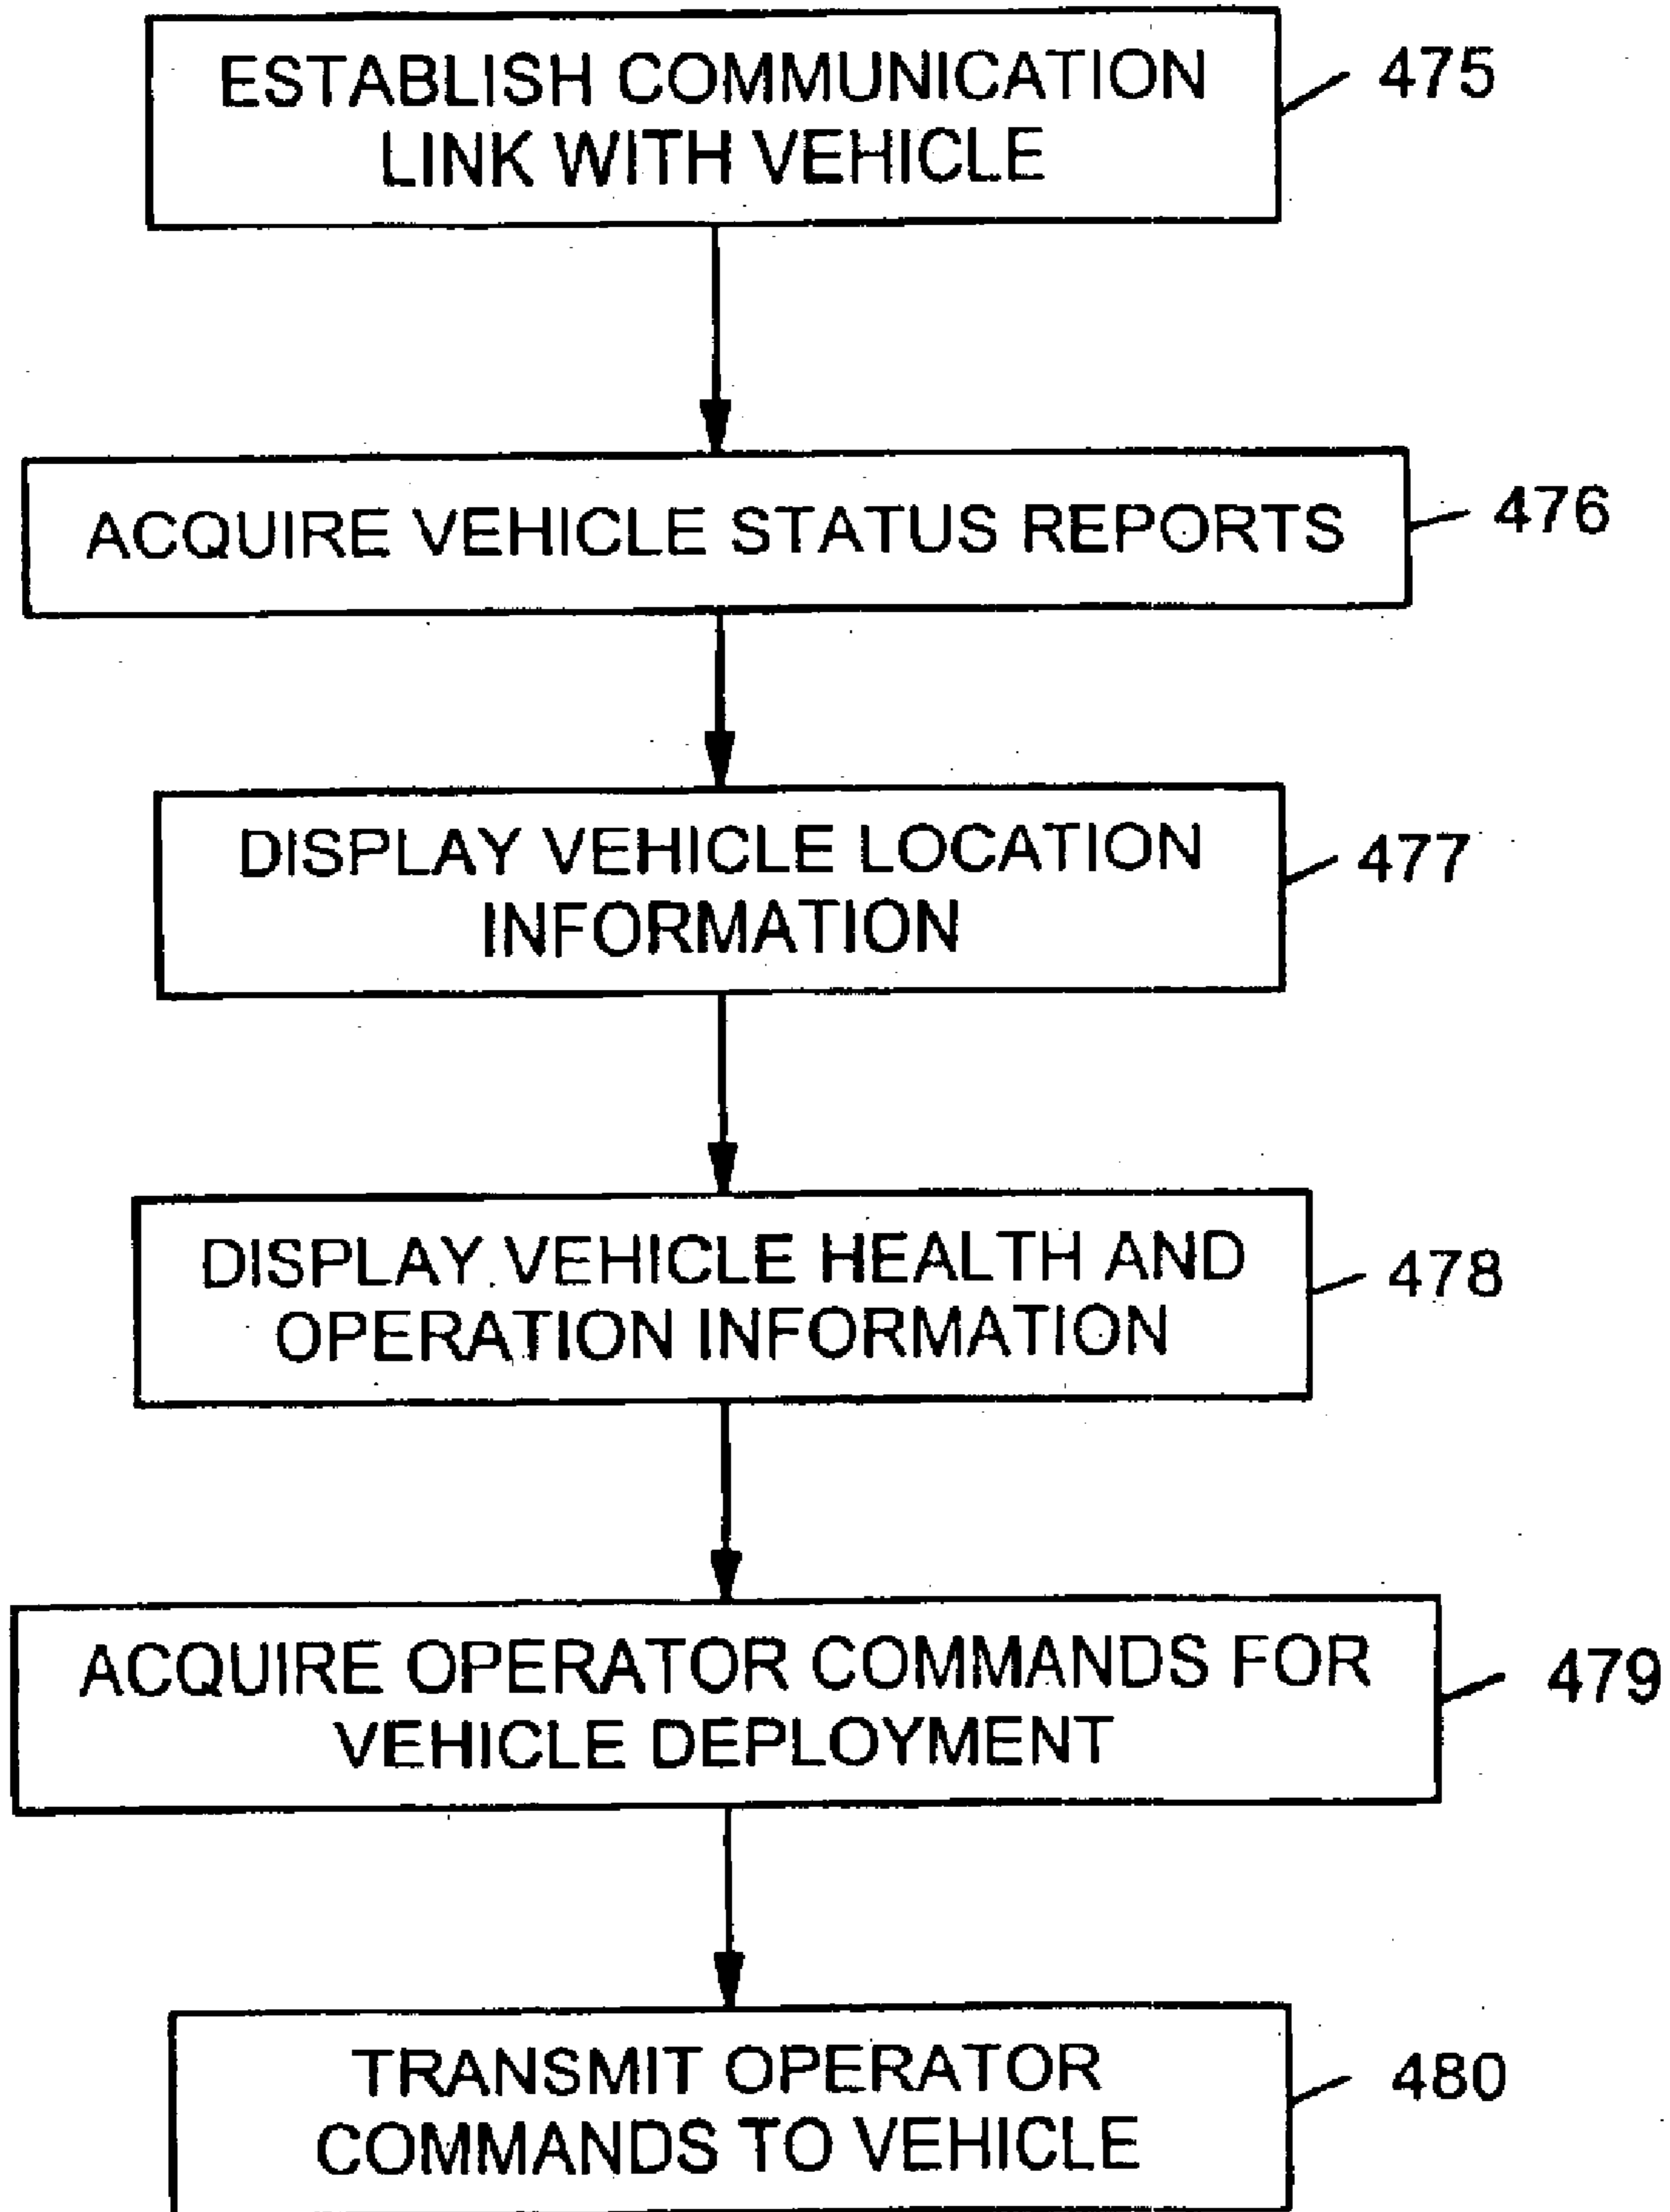 ESTABLISH COMMUNICATION
LINK WITH VEHICLE
475
ACQUIRE VEHICLE STATUS REPORTS
476
DISPLAY VEHICLE LOCATION
INFORMATION
477
DISPLAY VEHICLE HEALTH AND
OPERATION INFORMATION
478
ACQUIRE OPERATOR COMMANDS FOR
VEHICLE DEPLOYMENT
479
TRANSMIT OPERATOR
COMMANDS TO VEHICLE
480